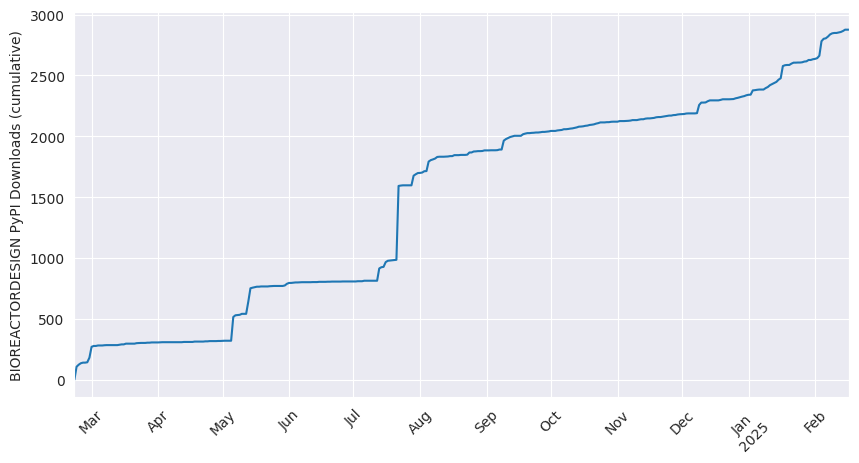 BIOREACTORDESIGN PyPI Downloads (cumulative)
3000
2500
2000
1500
1000
500
0
Mar
Apr
May
Jun
Jul
Aug
Sep
Oct
Nov
Dec
Jan
2025
Feb